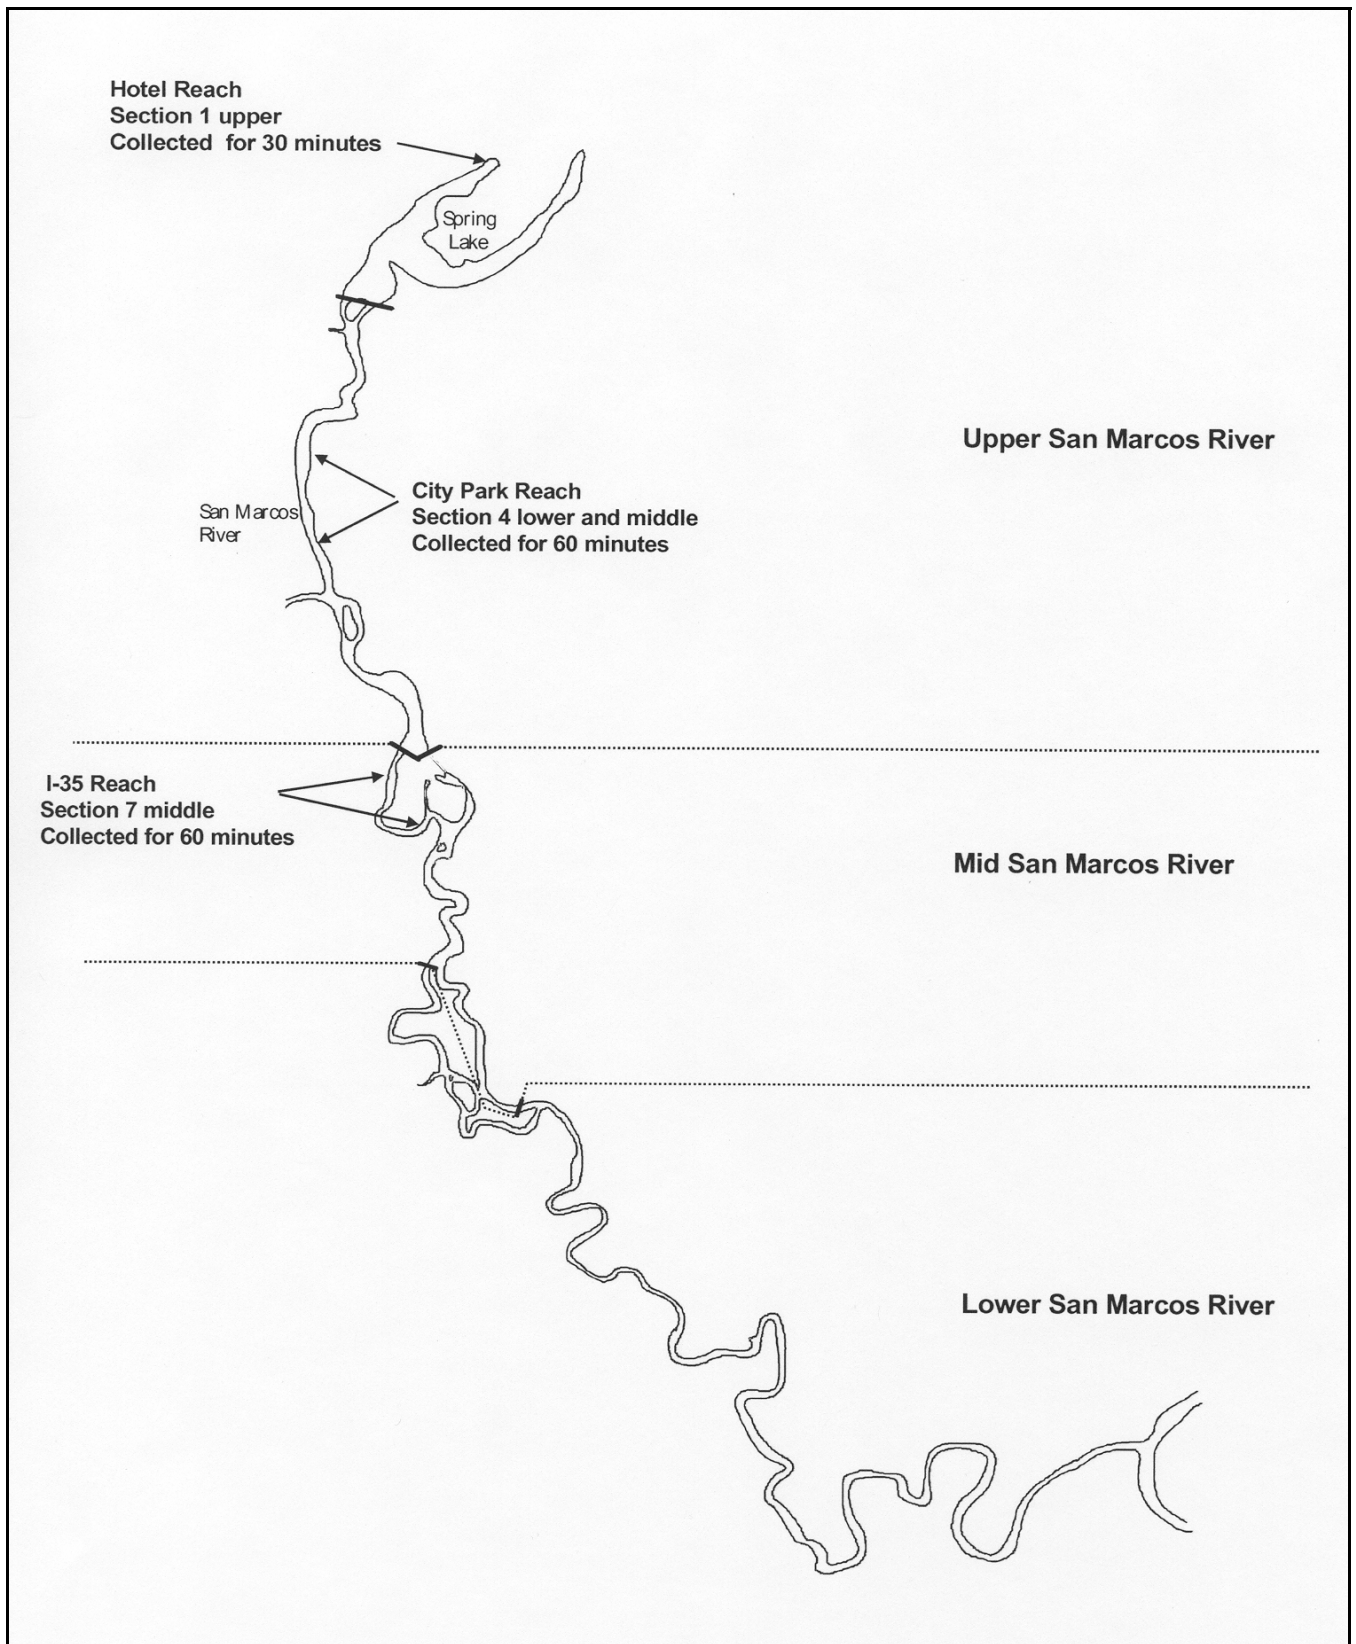 Hotel Reach
Section 1 upper
Collected for 30 minutes
Spring
Lake
Upper San Marcos River
City Park Reach
Section 4 lower and middle
Collected for 60 minutes
San Marcos
River
I-35 Reach
Section 7 middle
Collected for 60 minutes
Mid San Marcos River
Lower San Marcos River